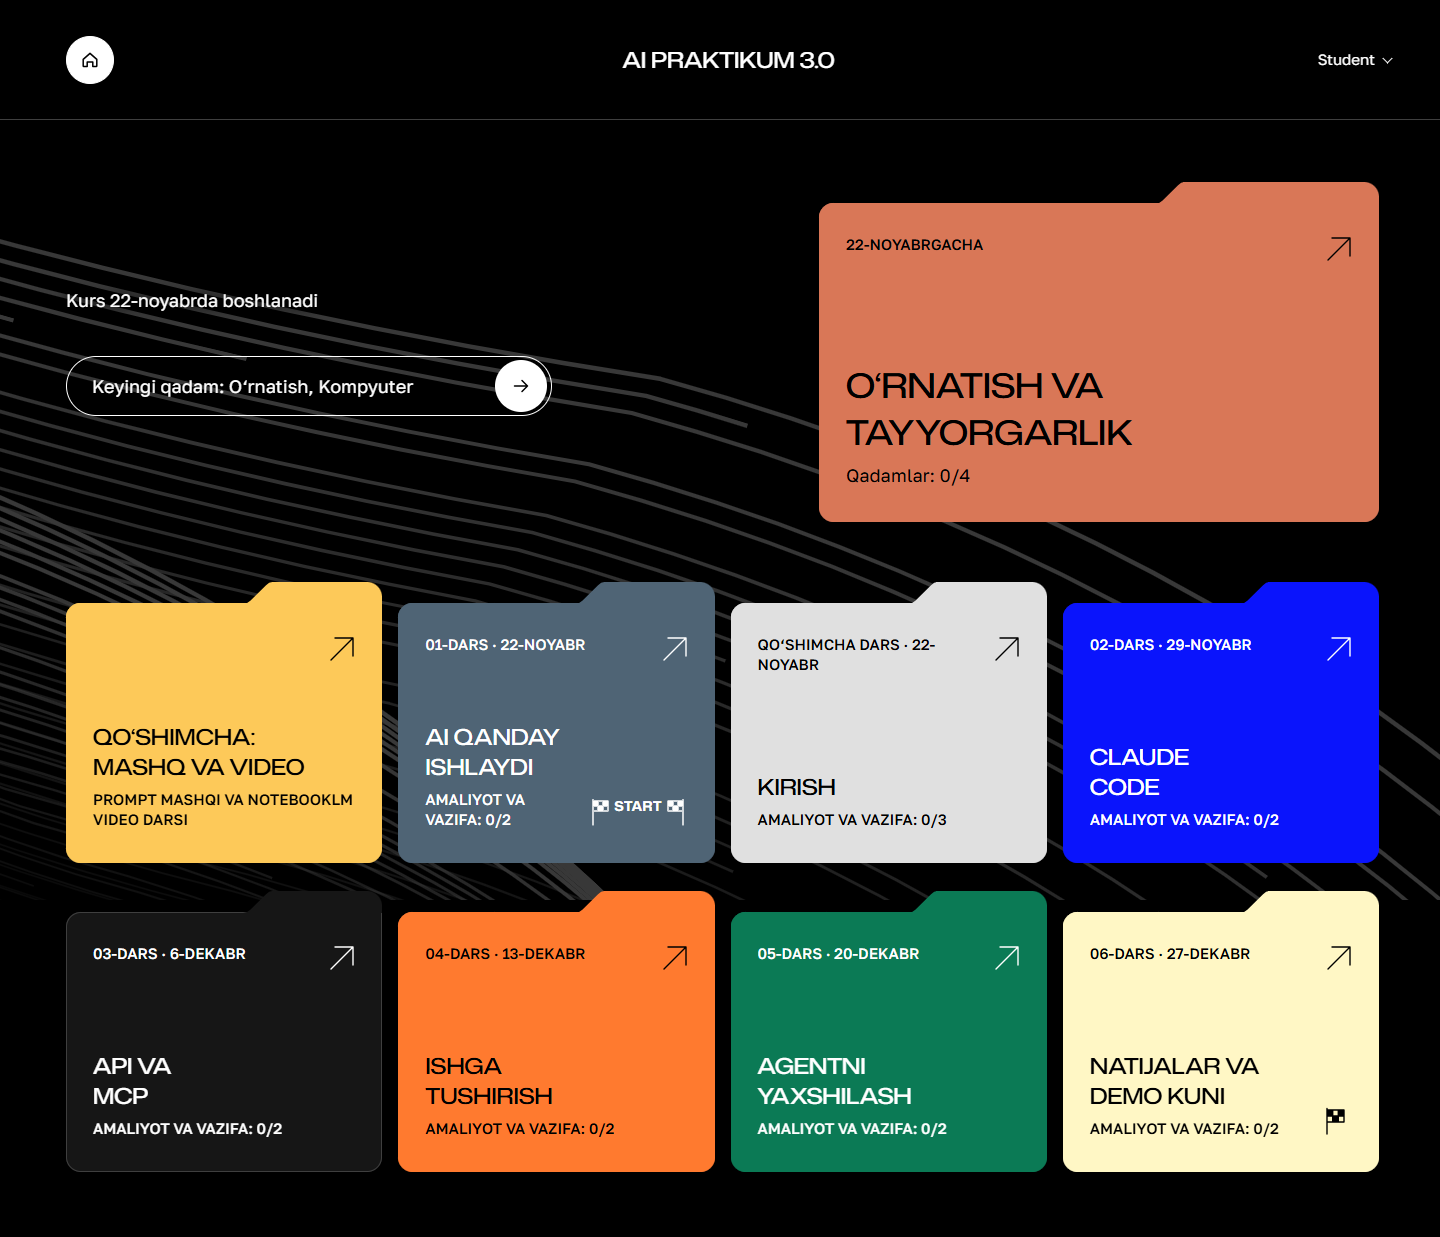 AI PRAKTIKUM 3.0
Student
Kurs 22-noyabrda boshlanadi
Keyingi qadam: O‘rnatish, Kompyuter
22-NOYABRGACHA
O‘RNATISH VA
TAYYORGARLIK
Qadamlar: 0/4
QO‘SHIMCHA:
MASHQ VA VIDEO
PROMPT MASHQI VA NOTEBOOKLM
VIDEO DARSI
01-DARS · 22-NOYABR
AI QANDAY
ISHLAYDI
AMALIYOT VA
VAZIFA: 0/2
START
QO‘SHIMCHA DARS · 22-
NOYABR
KIRISH
AMALIYOT VA VAZIFA: 0/3
02-DARS · 29-NOYABR
CLAUDE
CODE
AMALIYOT VA VAZIFA: 0/2
03-DARS · 6-DEKABR
API VA
MCP
AMALIYOT VA VAZIFA: 0/2
04-DARS · 13-DEKABR
ISHGA
TUSHIRISH
AMALIYOT VA VAZIFA: 0/2
05-DARS · 20-DEKABR
AGENTNI
YAXSHILASH
AMALIYOT VA VAZIFA: 0/2
06-DARS · 27-DEKABR
NATIJALAR VA
DEMO KUNI
AMALIYOT VA VAZIFA: 0/2